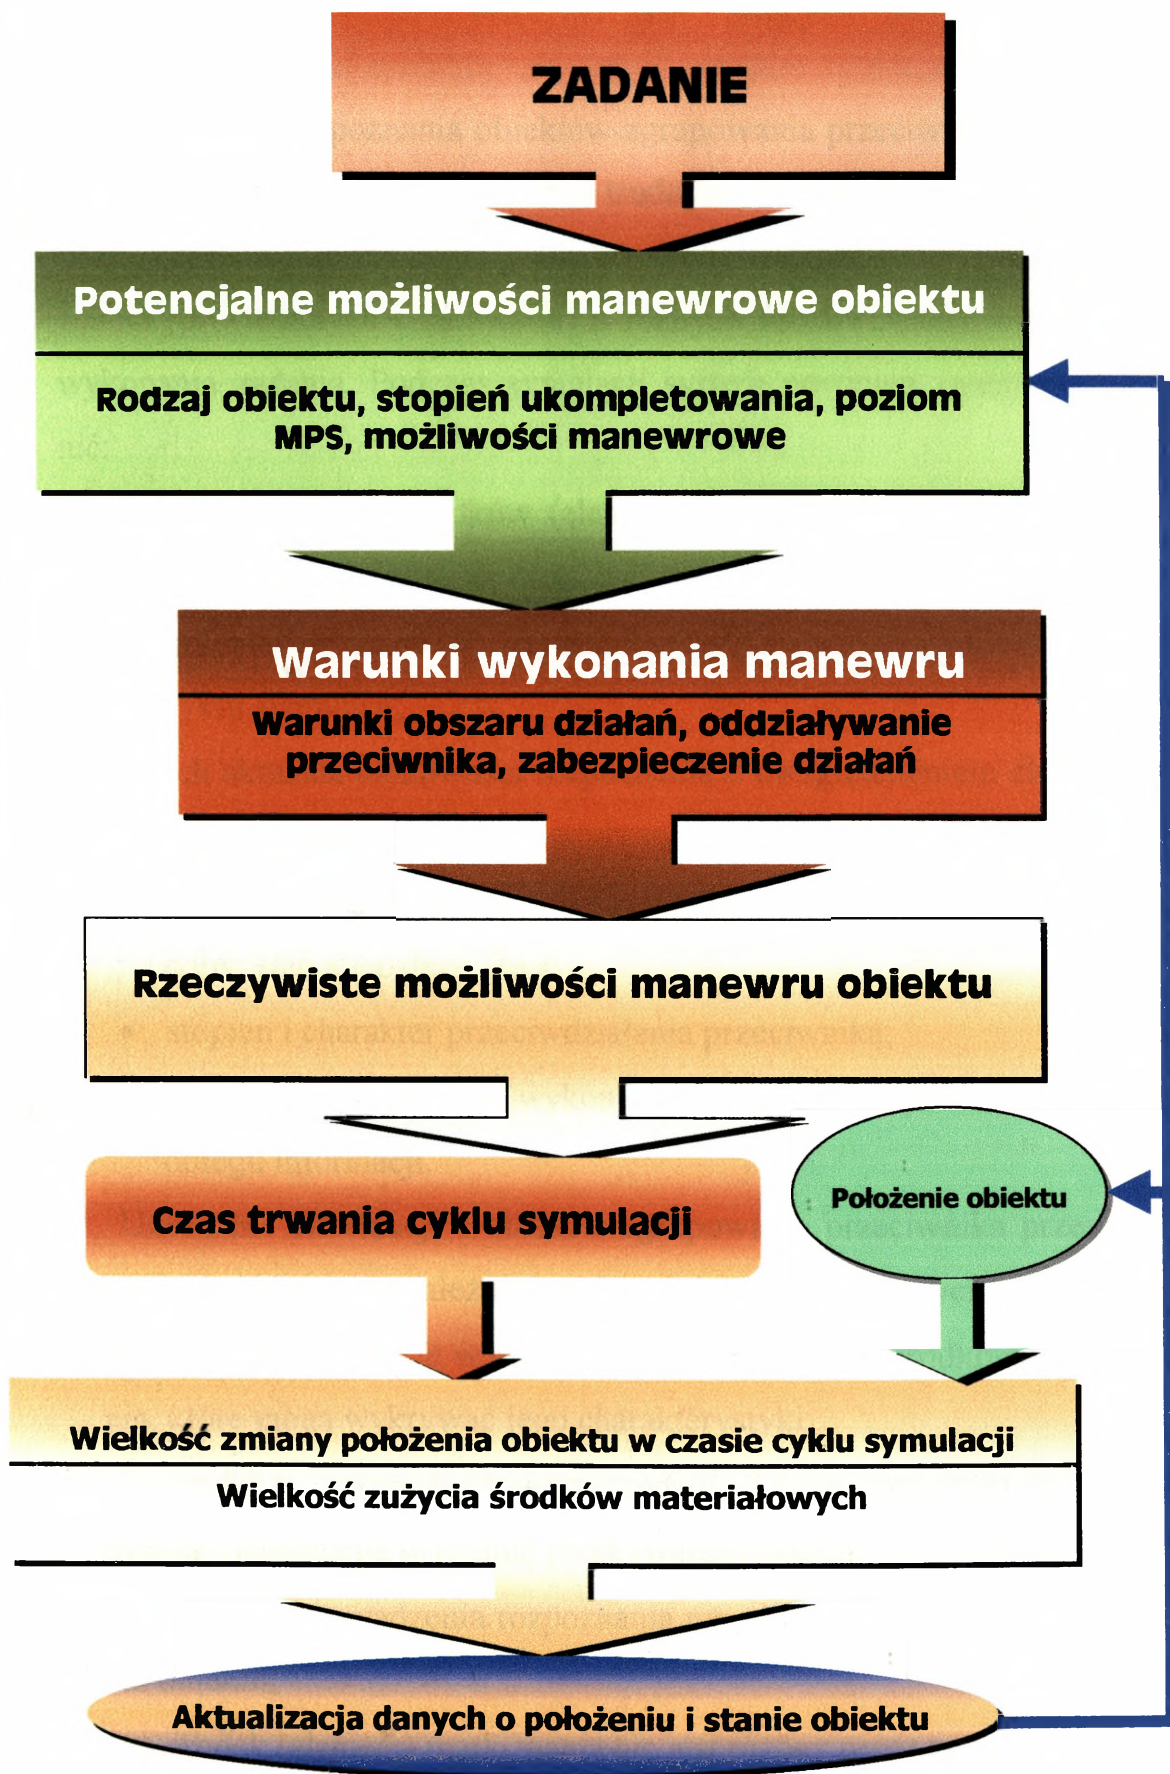 ZADANIE
Potencjalne możliwości manewrowe obiektu
Rodzaj obiektu, stopień ukompletowania, poziom
MPS, możliwości manewrowe
Warunki wykonania manewru
Warunki obszaru działań, oddziaływanie
przeciwnika, zabezpieczenie działań
Rzeczywiste możliwości manewru obiektu
Czas trwania cyklu symulacji
Położenie obiektu
Wielkość zmiany położenia obiektu w czasie cyklu symulacji
Wielkość zużycia środków materiałowych
Aktualizacja danych o położeniu i stanie obiektu